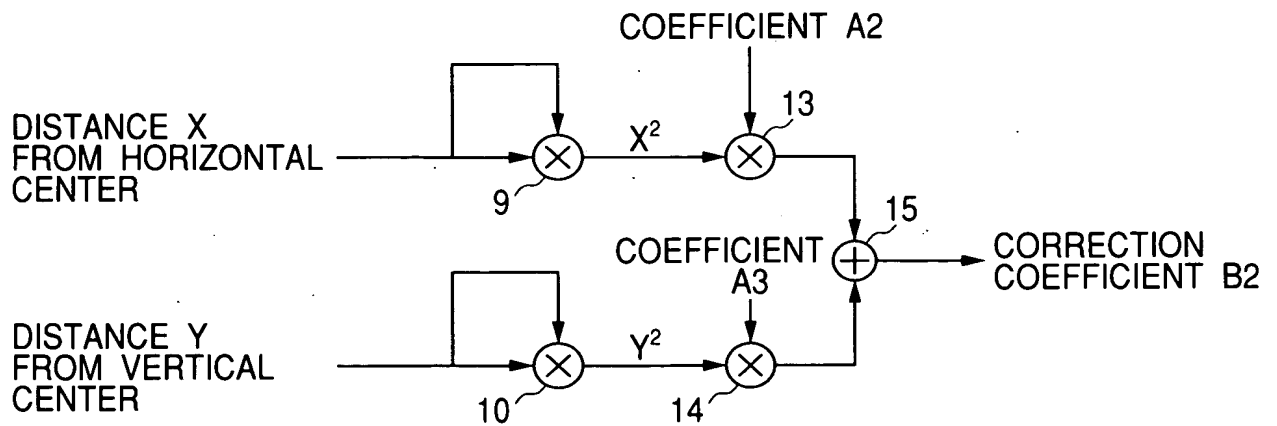 COEFFICIENT A2
DISTANCE X
FROM HORIZONTAL
CENTER
X²
13
9
15
COEFFICIENT
A3
CORRECTION
COEFFICIENT B2
DISTANCE Y
FROM VERTICAL
CENTER
Y²
10
14